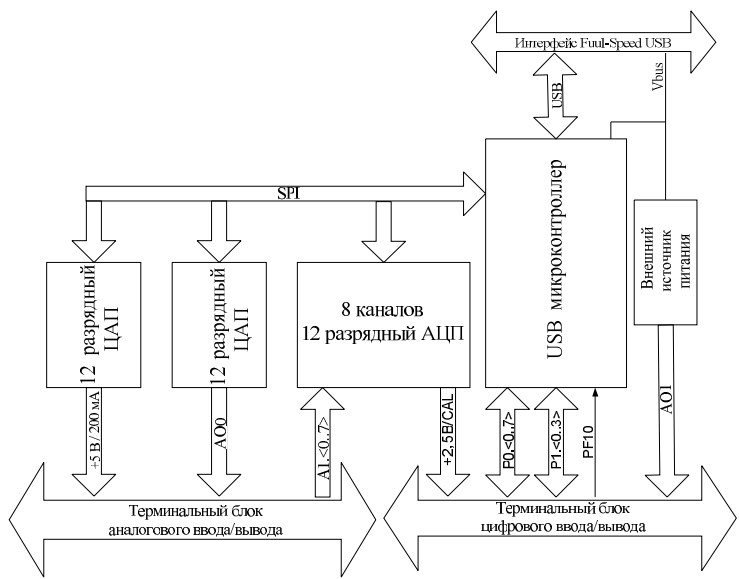 Интерфейс Fuul-Speed USB
Vbus
USB
SPI
12 разрядный
ЦАП
12 разрядный
ЦАП
8 каналов
12 разрядный АЦП
USB микроконтроллер
Внешний
источник
питания
+5 В / 200 мА
AO0
A1.<0..7>
+2,5В/CAL
P0.<0..7>
P1.<0..3>
PF10
AO1
Терминальный блок
аналогового ввода/вывода
Терминальный блок
цифрового ввода/вывода